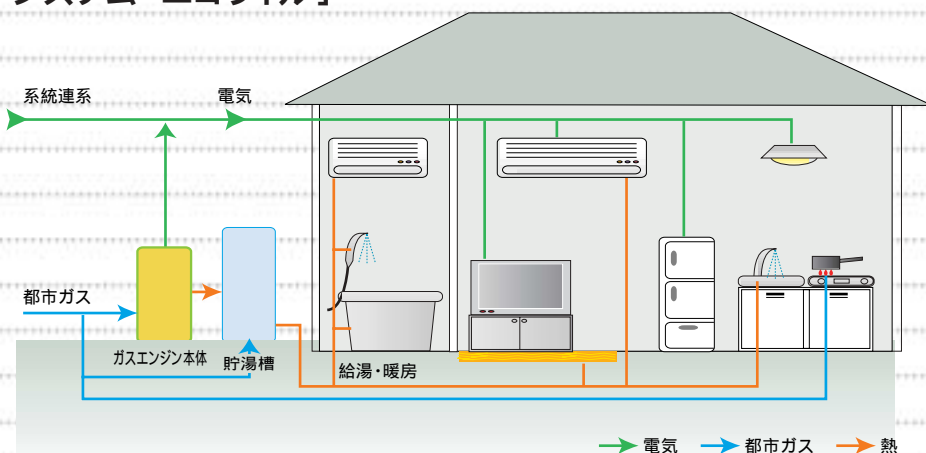 系統連系
電気
都市ガス
ガスエンジン本体
貯湯槽
給湯・暖房
電気
都市ガス
熱